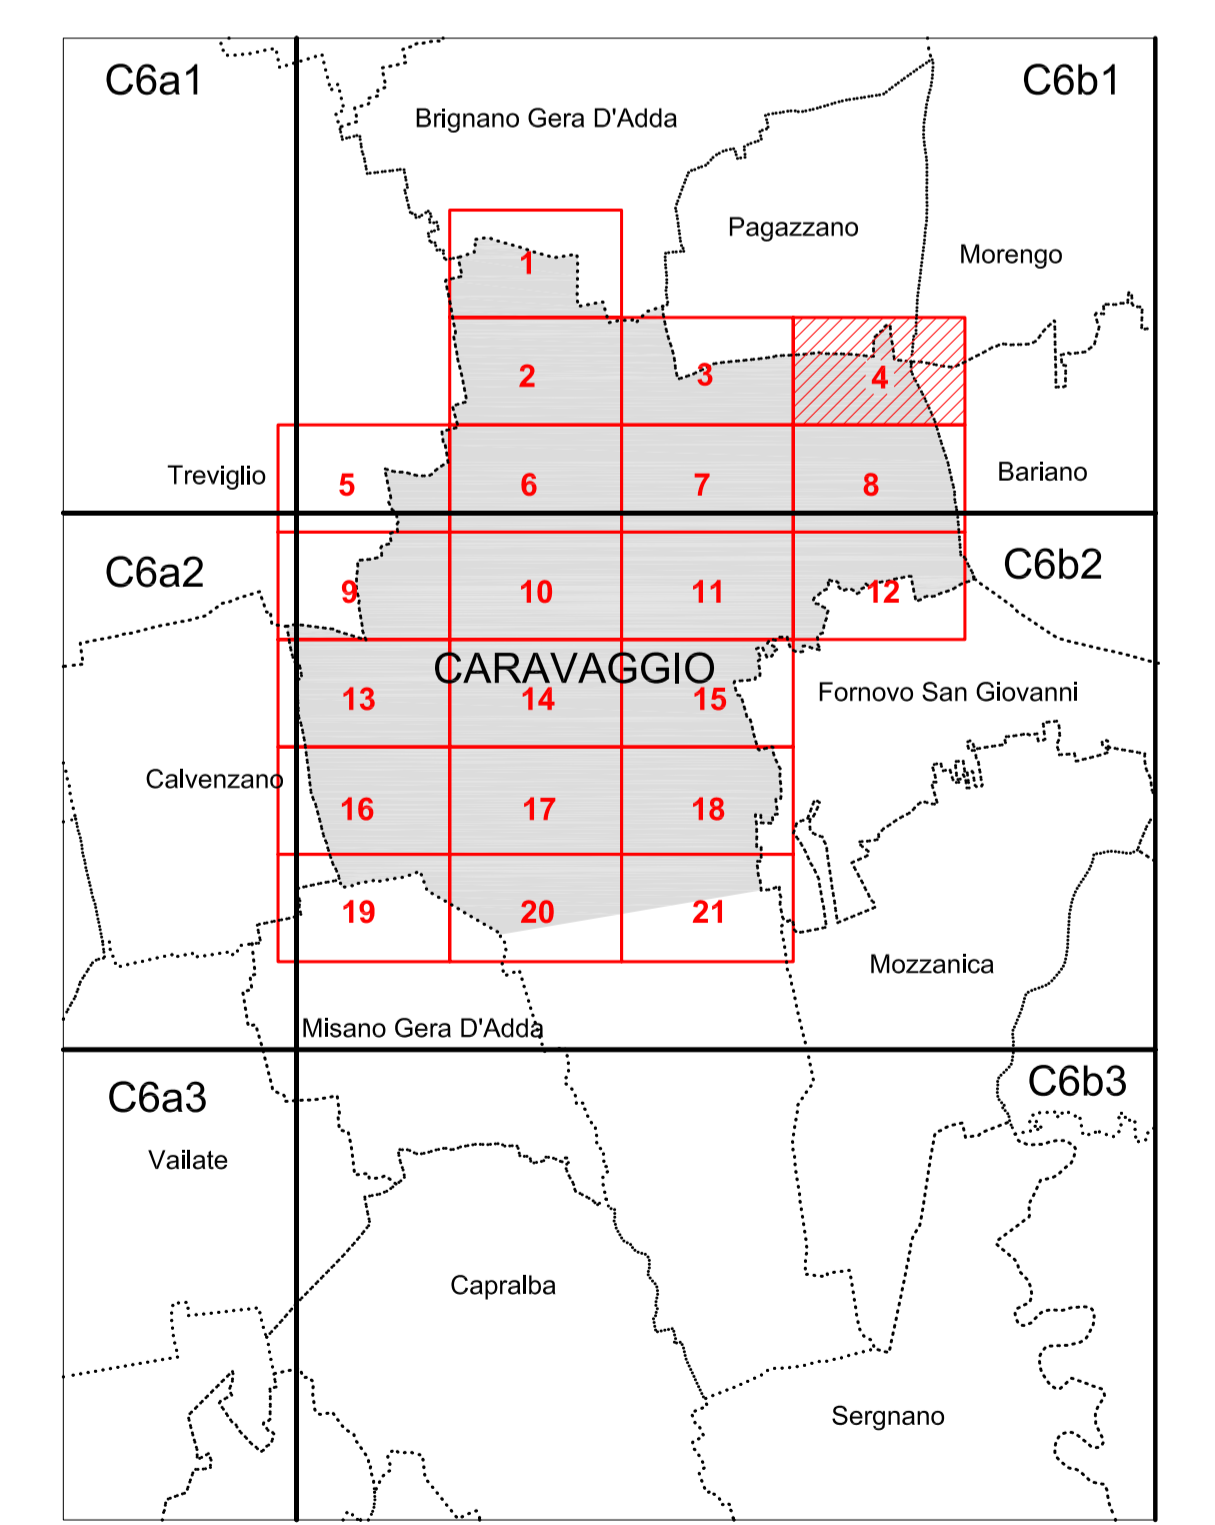 C6a1
C6b1
Brignano Gera D'Adda
Pagazzano
Morengo
1
2
3
4
Treviglio
5
6
7
8
Bariano
C6a2
C6b2
9
10
11
12
CARAVAGGIO
13
14
15
Fornovo San Giovanni
Calvenzano
16
17
18
19
20
21
Mozzanica
Misano Gera D'Adda
C6a3
C6b3
Vailate
Capralba
Sergnano